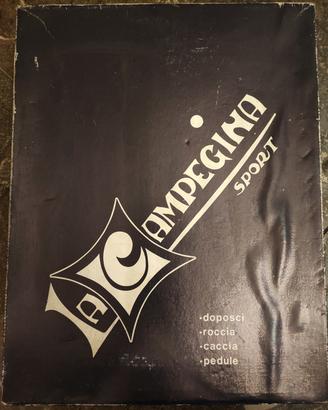 La CAMPEGINA
SPORT
•doposci
•roccia
•caccia
•pedule